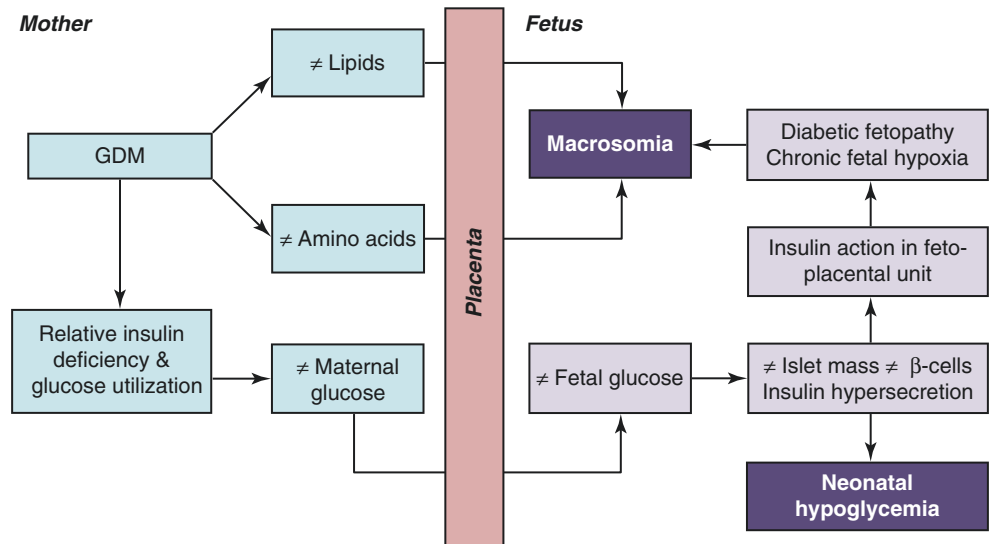 Mother
Fetus
≠ Lipids
GDM
≠ Amino acids
Relative insulin
deficiency &
glucose utilization
≠ Maternal
glucose
Placenta
Macrosomia
Diabetic fetopathy
Chronic fetal hypoxia
Insulin action in feto-
placental unit
≠ Fetal glucose
≠ Islet mass ≠ β-cells
Insulin hypersecretion
Neonatal
hypoglycemia